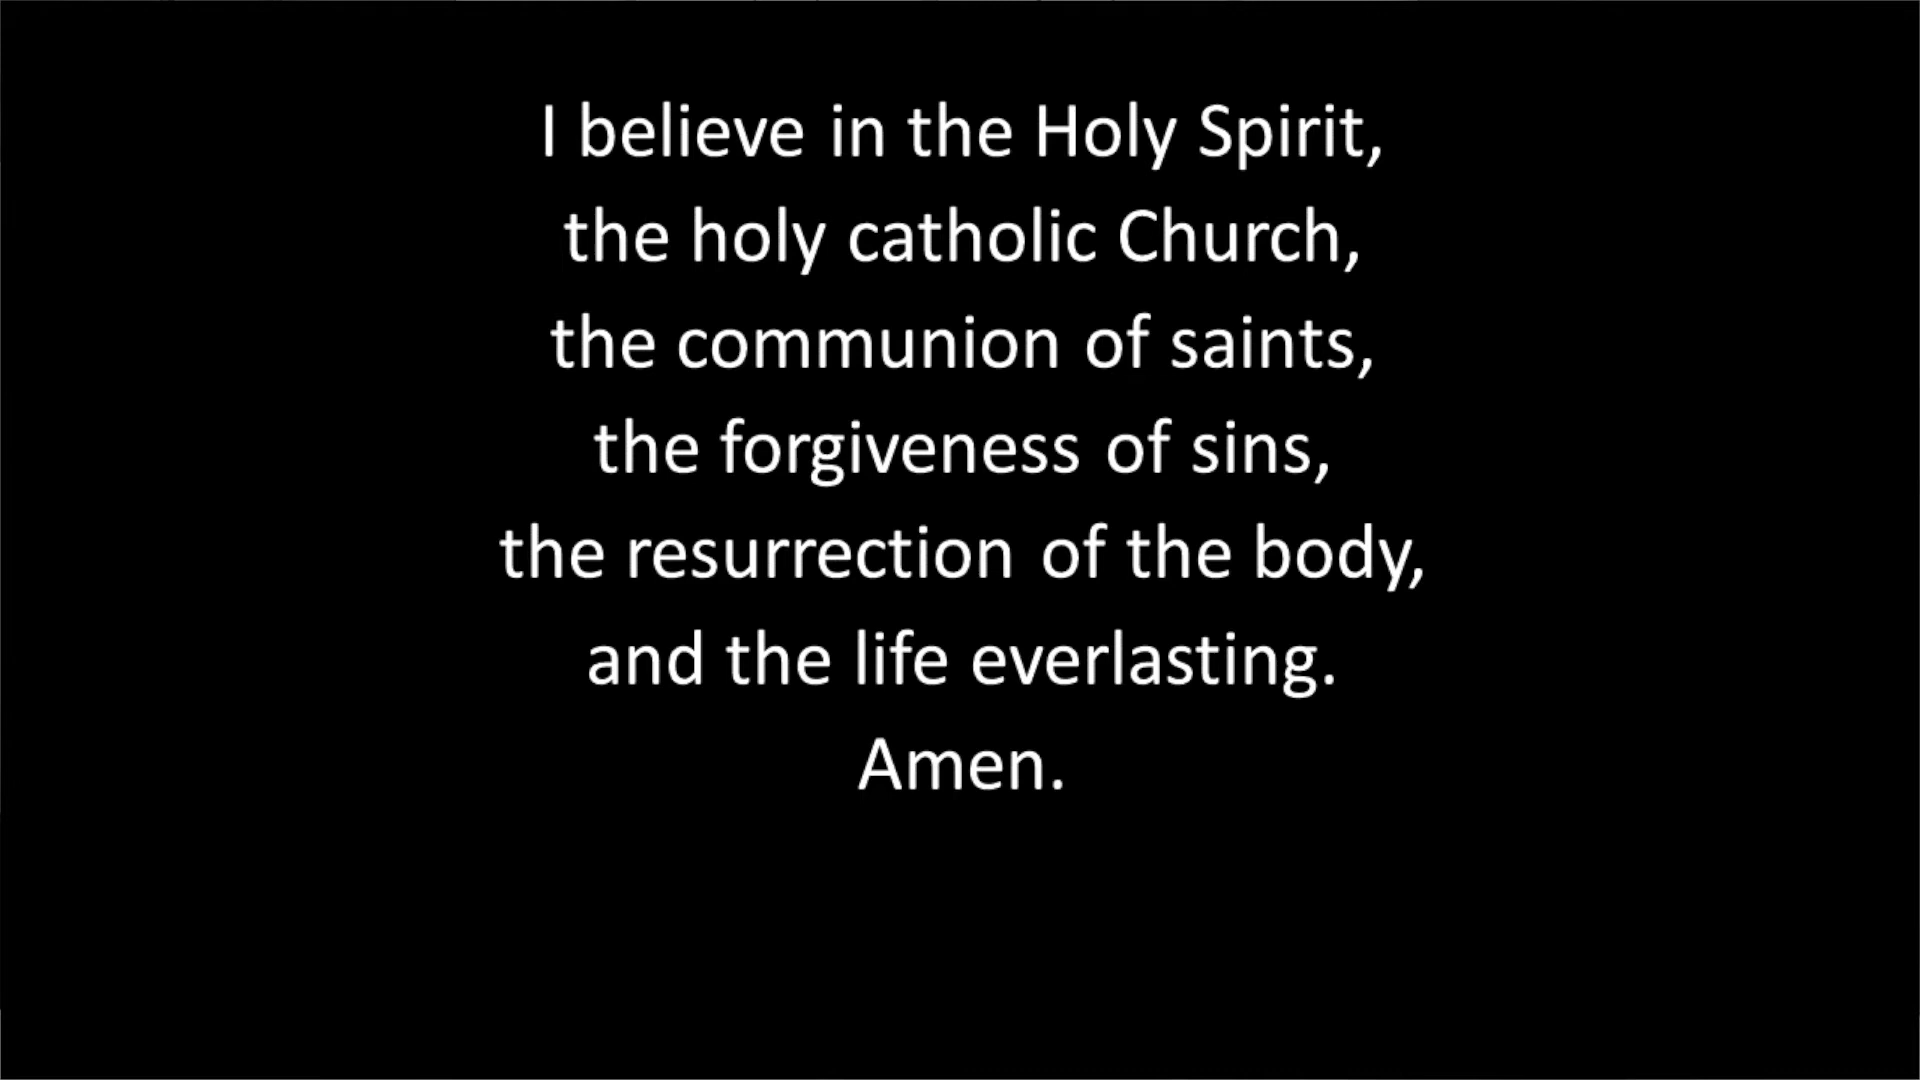 I believe in the Holy Spirit,
the holy catholic Church,
the communion of saints,
the forgiveness of sins,
the resurrection of the body,
and the life everlasting.
Amen.